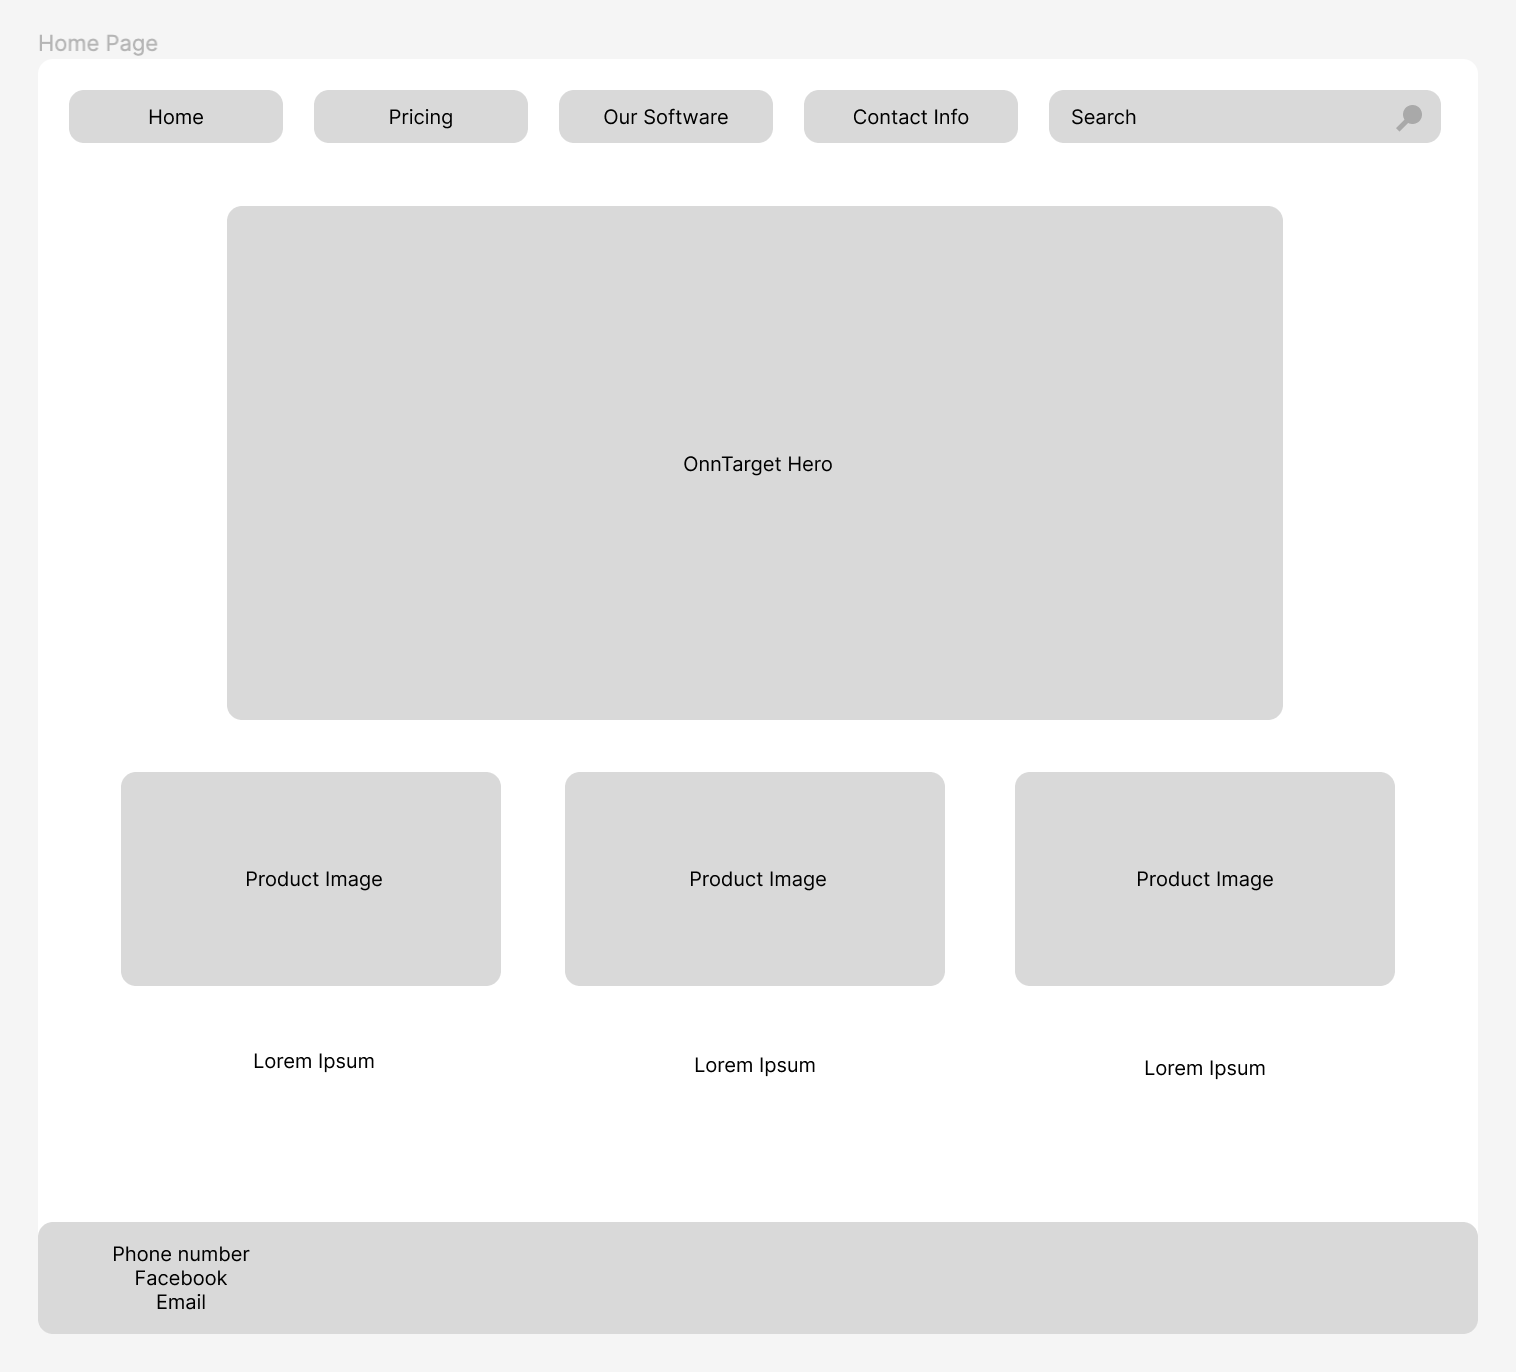 Home Page
Home
Pricing
Our Software
Contact Info
Search
OnnTarget Hero
Product Image
Product Image
Product Image
Lorem Ipsum
Lorem Ipsum
Lorem Ipsum
Phone number
Facebook
Email